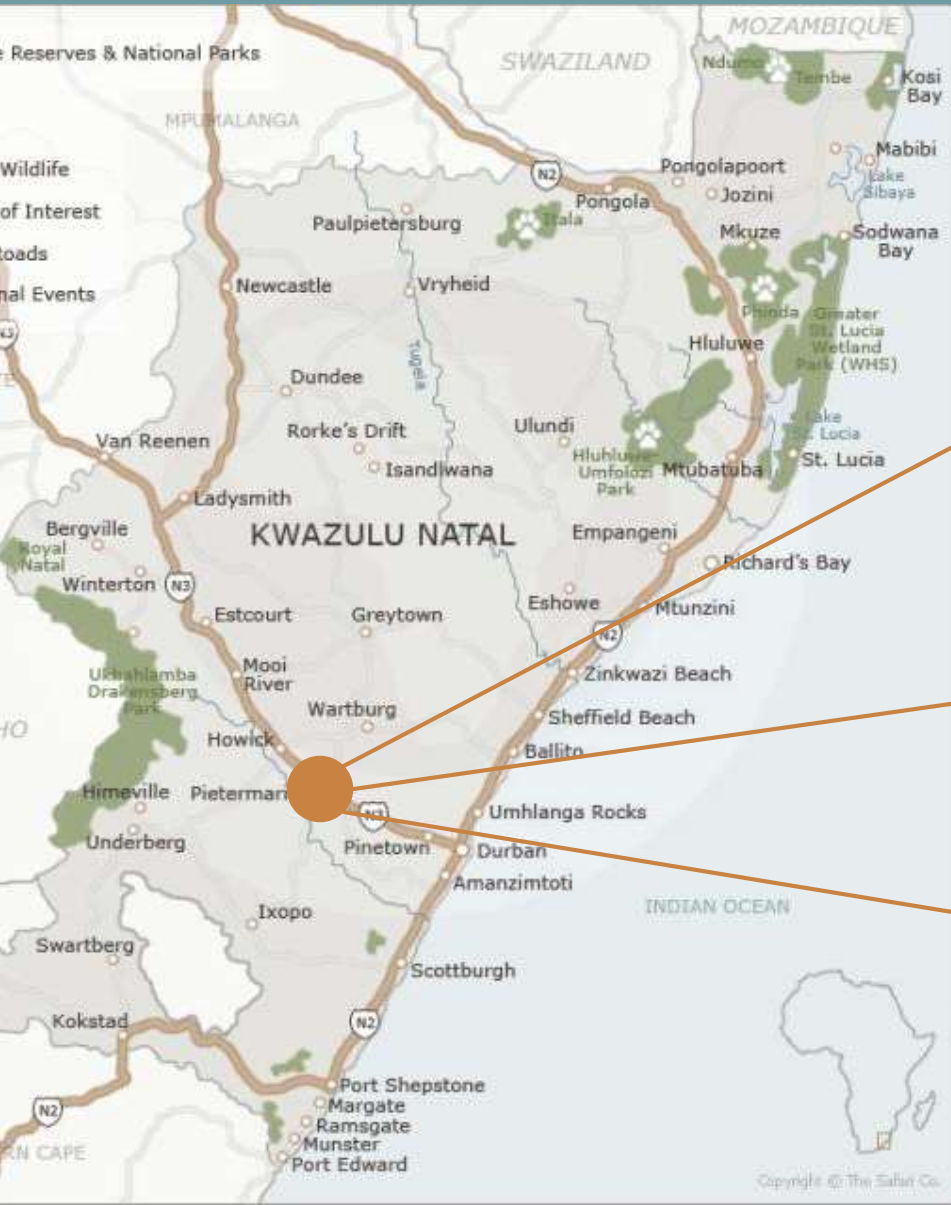 MOZAMBIQUE
e Reserves & National Parks
SWAZILAND
Ndumo
Tembe
Kosi
Bay
MPUMALANGA
Mabibi
Wildlife
Pongolapoort
Lake
Sibaya
N2
Jozini
of Interest
Pongola
Paulpietersburg
Itala
Mkuze
Sodwana
Bay
Roads
nal Events
Newcastle
Vryheid
Phinda
Greater
St. Lucia
Wetland
Park (WHS)
N3
Hluluwe
Tugela
Dundee
Lake
St. Lucia
Rorke's Drift
Ulundi
Van Reenen
Hluhluwe-
Umfolozi
Park
Mtubatuba
St. Lucia
Isandlwana
Ladysmith
Bergville
KWAZULU NATAL
Empangeni
Royal
Natal
Richard's Bay
Winterton
N3
Eshowe
Mtunzini
Estcourt
Greytown
N2
Mooi
River
Zinkwazi Beach
Ukhahlamba
Drakensberg
Park
Wartburg
Sheffield Beach
HO
Howick
Ballito
Himeville
Pieterman
N3
Umhlanga Rocks
Underberg
Pinetown
Durban
Amanzimtoti
Ixopo
INDIAN OCEAN
Swartberg
Scottburgh
Kokstad
N2
Port Shepstone
N2
Margate
Ramsgate
Munster
RN CAPE
Port Edward
Copyright © The Safari Co.